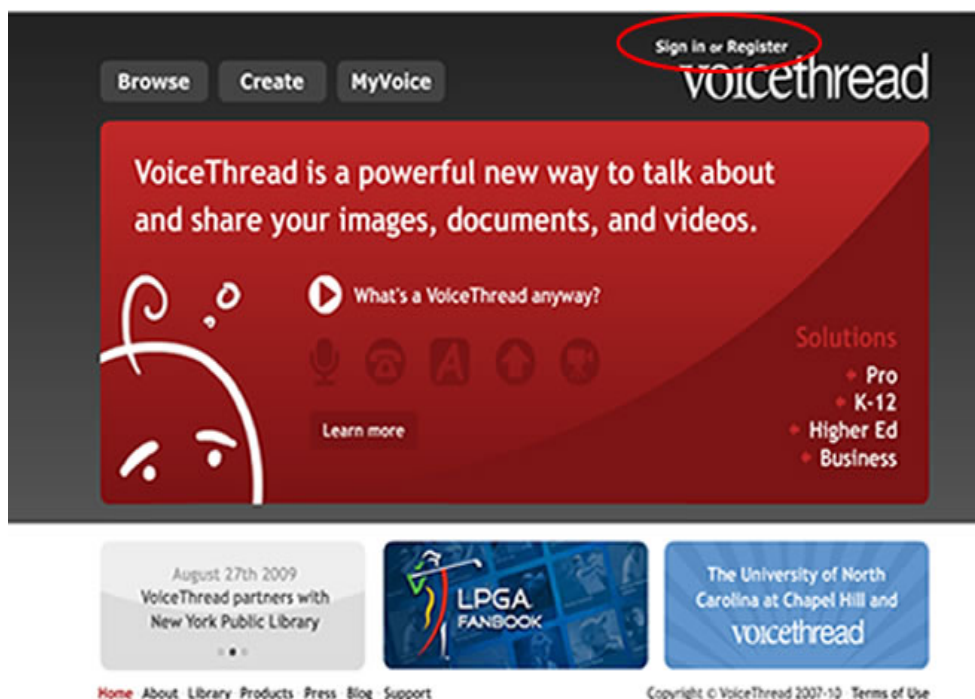 Sign in or Register
Browse Create MyVoice
voicethread
VoiceThread is a powerful new way to talk about
and share your images, documents, and videos.
What's a VoiceThread anyway?
A
Learn more
Solutions
Pro
K-12
Higher Ed
Business
August 27th 2009
VoiceThread partners with
New York Public Library
LPGA
FANBOOK
The University of North
Carolina at Chapel Hill and
voicethread
Home About Library Products Press Blog Support
Copyright © VoiceThread 2007-10 Terms of Use